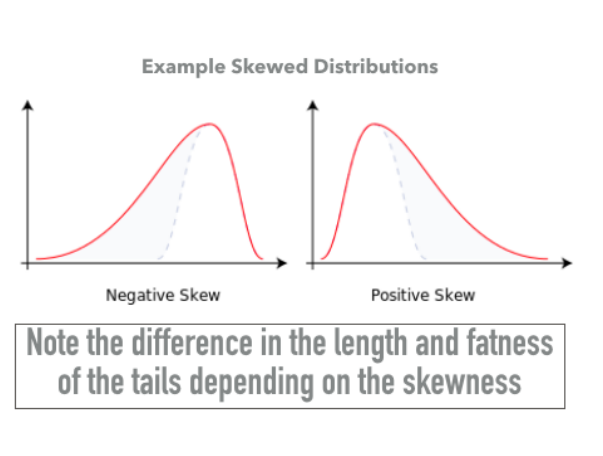 Example Skewed Distributions
Negative Skew
Positive Skew
Note the difference in the length and fatness
of the tails depending on the skewness